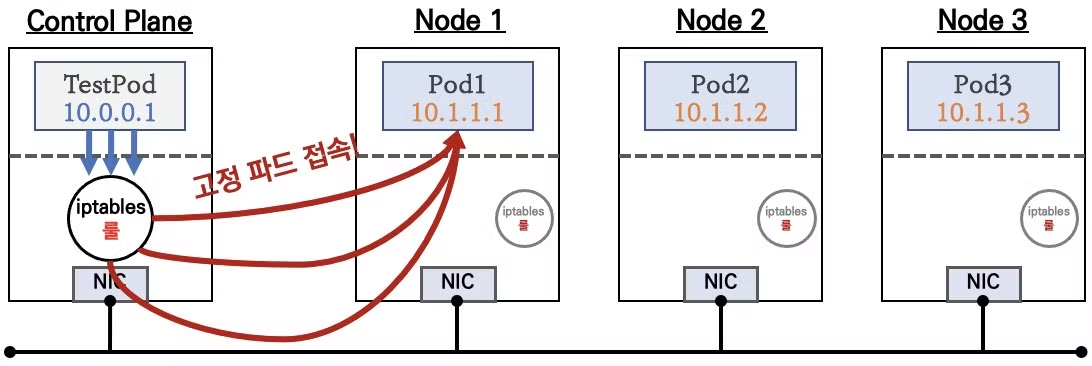 Control Plane
Node 1
Node 2
Node 3
TestPod
10.0.0.1
Pod1
10.1.1.1
Pod2
10.1.1.2
Pod3
10.1.1.3
고정 파드 접속!
iptables
룰
iptables
룰
iptables
룰
iptables
룰
NIC
NIC
NIC
NIC